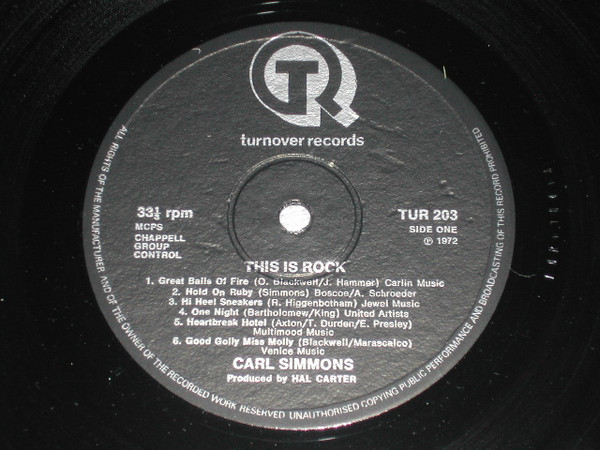 TR
turnover records
33⅓ rpm
MCPS
CHAPPELL
GROUP
CONTROL
TUR 203
SIDE ONE
℗ 1972
THIS IS ROCK
1. Great Balls Of Fire (O. Blackwell/J. Hammer) Carlin Music
2. Hold On Ruby (Simmons) Boscoe/A. Schroeder
3. Hi Heel Sneakers (R. Higgenbotham) Jewel Music
4. One Night (Bartholomew/King) United Artists
5. Heartbreak Hotel (Axton/T. Durden/E. Presley)
Multimood Music
6. Good Golly Miss Molly (Blackwell/Marascalco)
Venice Music
CARL SIMMONS
Produced by HAL CARTER
ALL RIGHTS OF THE MANUFACTURER AND OF THE OWNER OF THE RECORDED WORK RESERVED UNAUTHORISED COPYING PUBLIC PERFORMANCE AND BROADCASTING OF THIS RECORD PROHIBITED